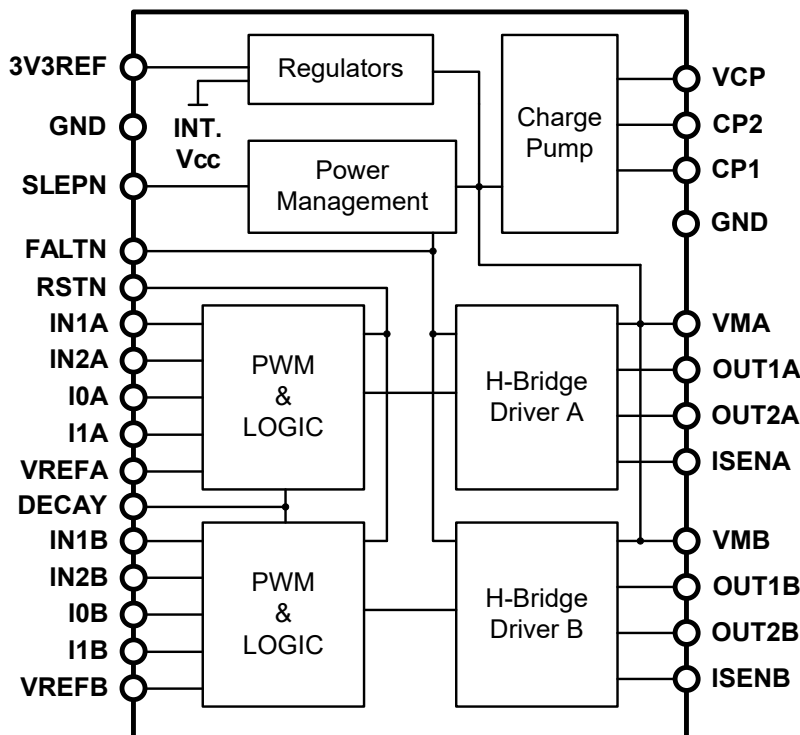 3V3REF
GND
SLEPN
FALTN
RSTN
IN1A
IN2A
I0A
I1A
VREFA
DECAY
IN1B
IN2B
I0B
I1B
VREFB
Regulators
INT.
Vcc
Power
Management
Charge
Pump
PWM
&
LOGIC
H-Bridge
Driver A
PWM
&
LOGIC
H-Bridge
Driver B
VCP
CP2
CP1
GND
VMA
OUT1A
OUT2A
ISENA
VMB
OUT1B
OUT2B
ISENB